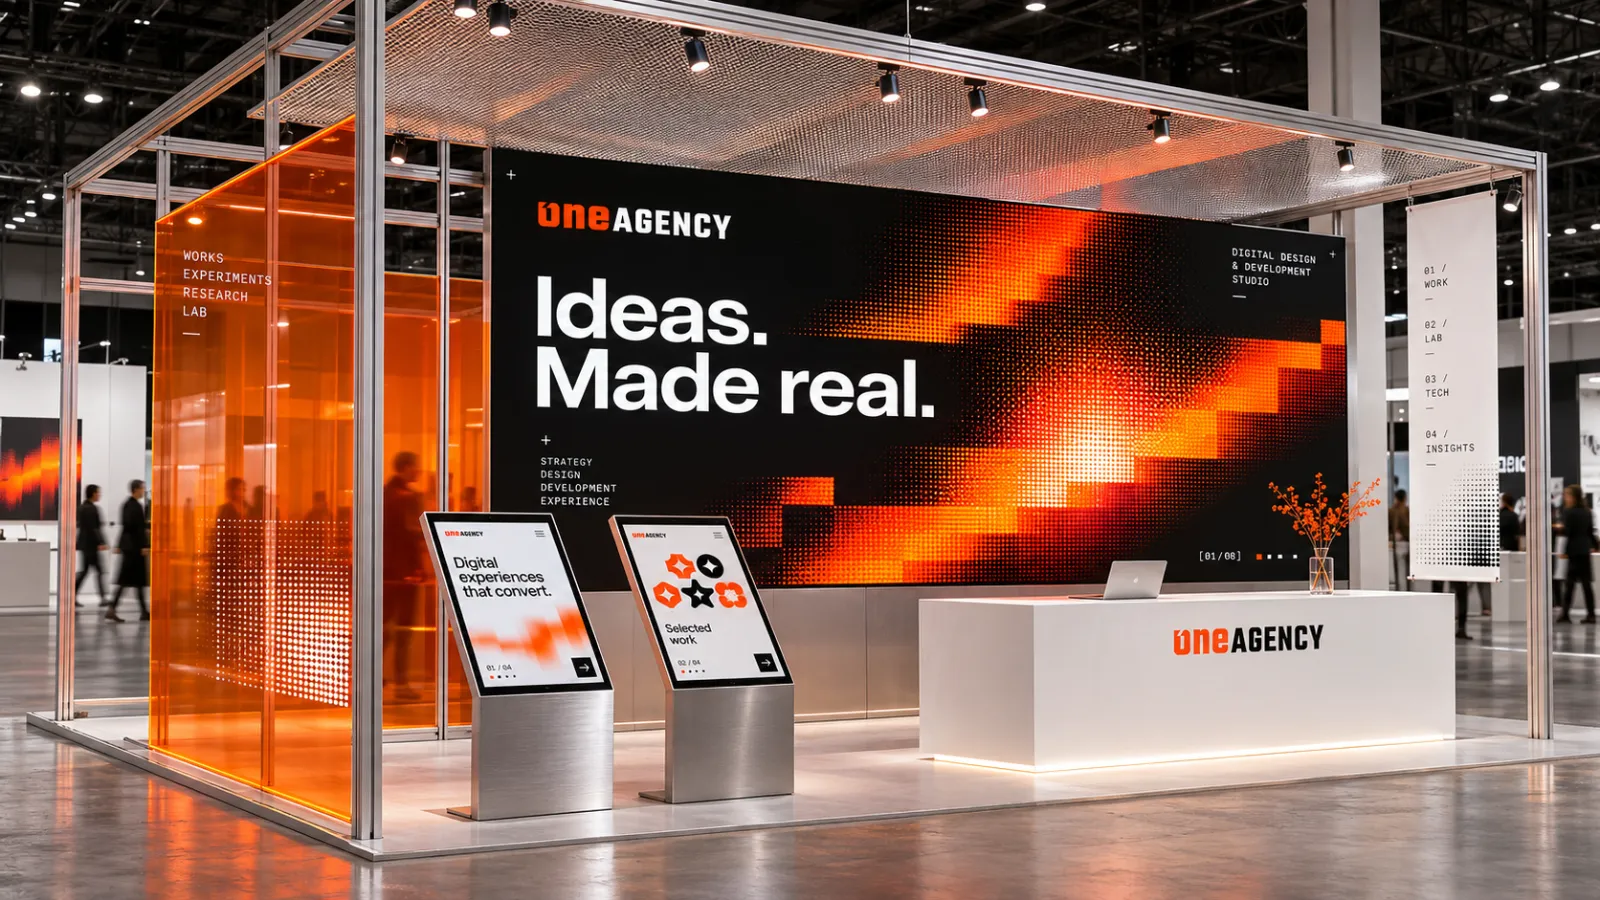 WORKS
EXPERIMENTS
RESEARCH
LAB
oneAGENCY
Ideas.
Made real.
STRATEGY
DESIGN
DEVELOPMENT
EXPERIENCE
DIGITAL DESIGN
& DEVELOPMENT
STUDIO
[01/08]
01 /
WORK
02 /
LAB
03 /
TECH
04 /
INSIGHTS
oneAGENCY
Digital
experiences
that convert.
01 / 04
oneAGENCY
Selected
work
02 / 04
oneAGENCY